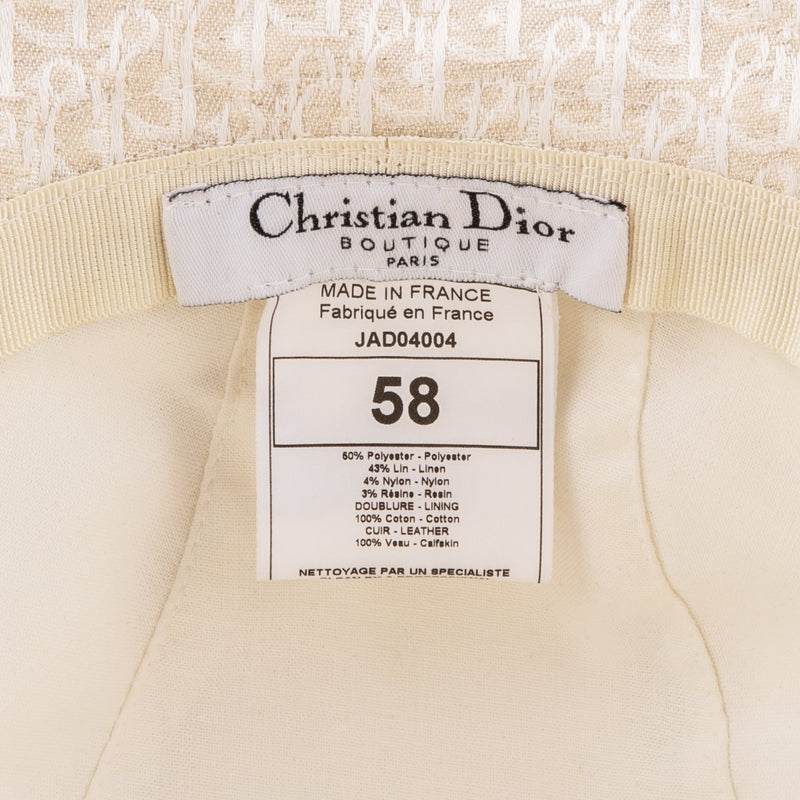 Christian Dior
BOUTIQUE
PARIS
MADE IN FRANCE
Fabriqué en France
JAD04004
58
50% Polyester - Polyester
43% Lin - Linen
4% Nylon - Nylon
3% Résine - Resin
DOUBLURE - LINING
100% Coton - Cotton
CUIR - LEATHER
100% Veau - Calfskin
NETTOYAGE PAR UN SPECIALISTE